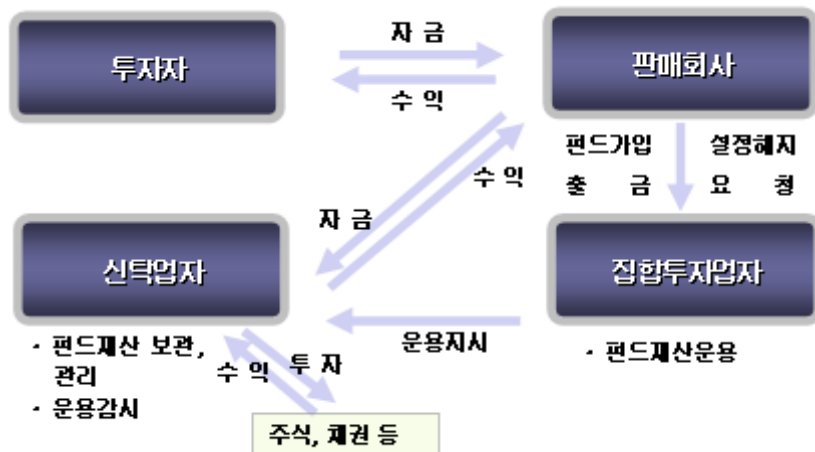 투자자
자 금
수 익
판매회사
펀드가입 설정해지
출 금 요 청
수 익
자 금
신탁업자
집합투자업자
운용지시
· 펀드재산 보관,
관리
· 운용감시
수 익
투 자
· 펀드재산운용
주식, 채권 등